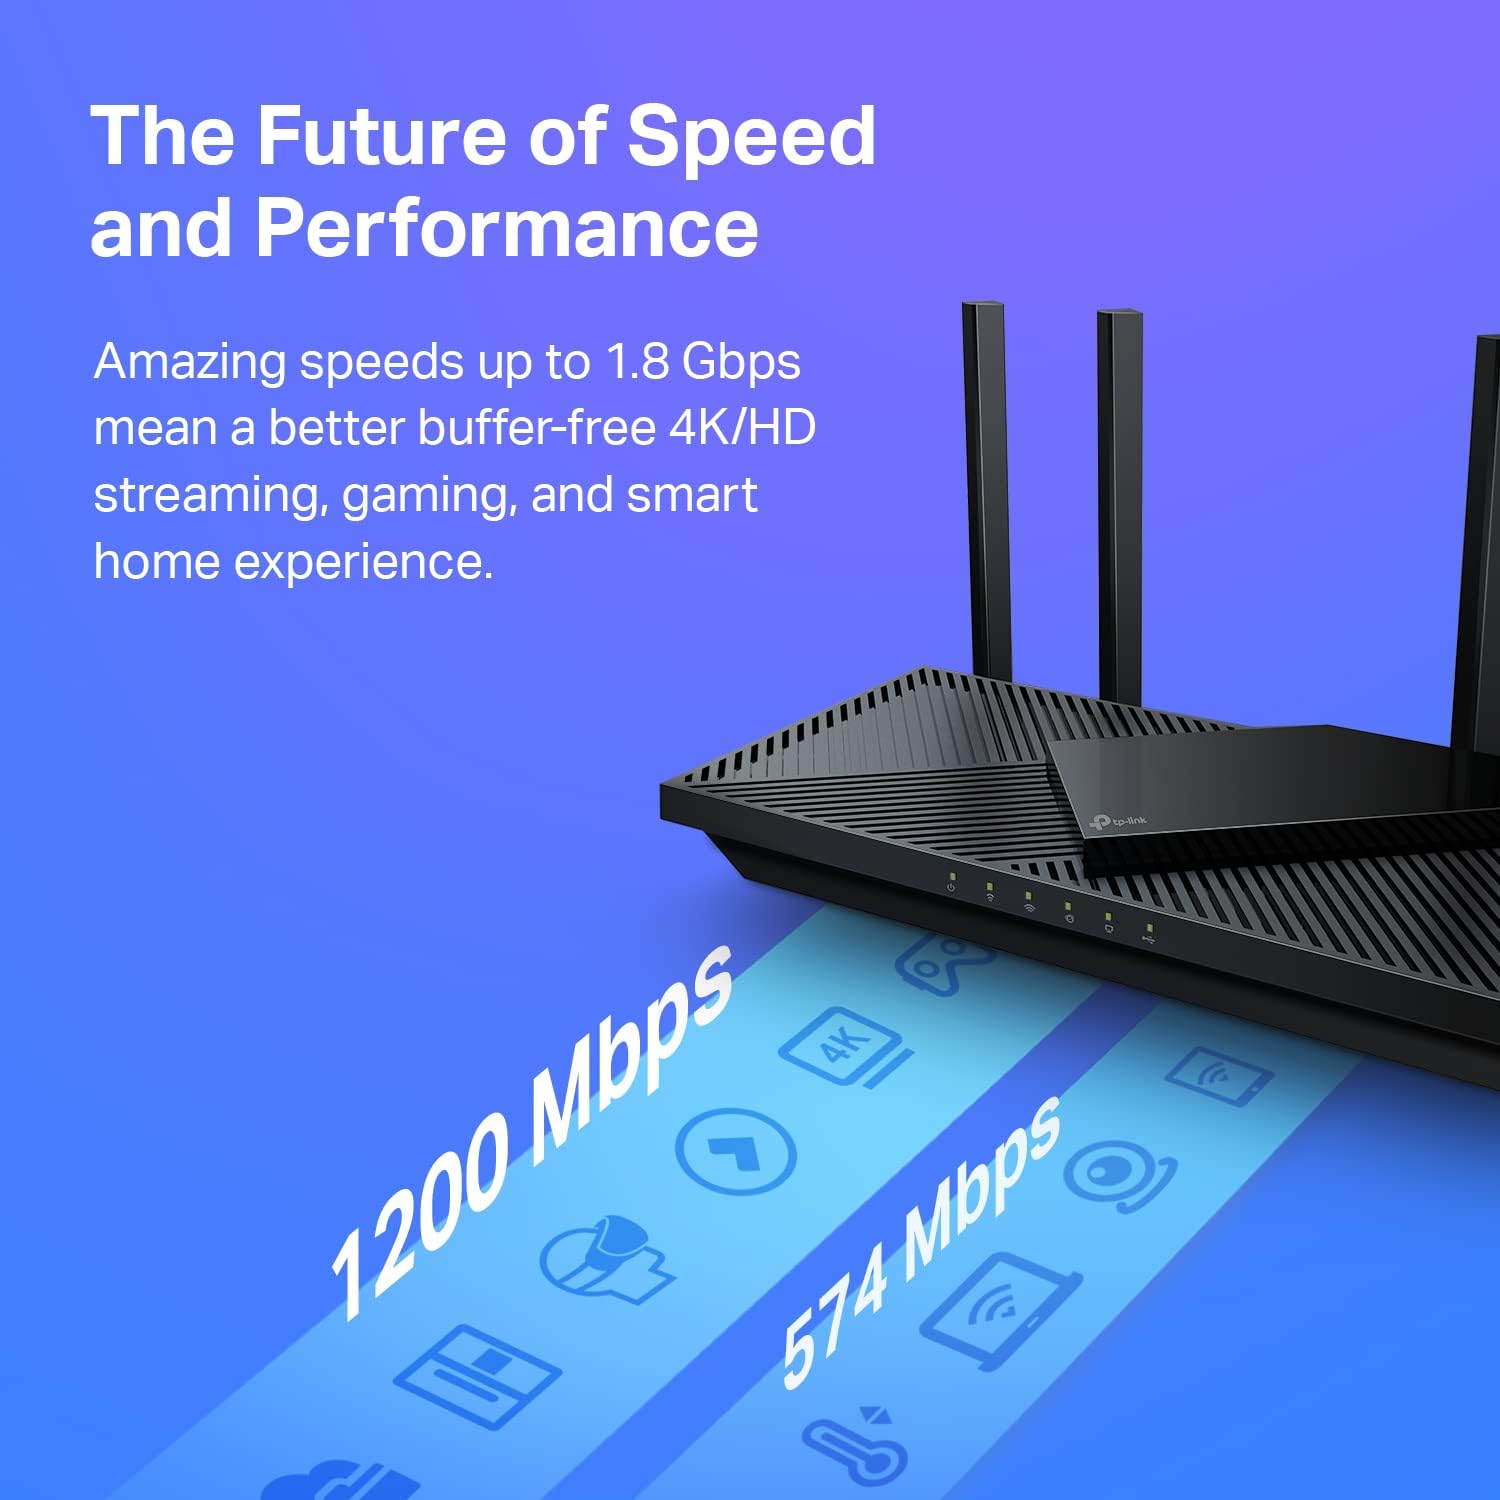 The Future of Speed
and Performance
Amazing speeds up to 1.8 Gbps
mean a better buffer-free 4K/HD
streaming, gaming, and smart
home experience.
tp-link
1200 Mbps
4K
574 Mbps